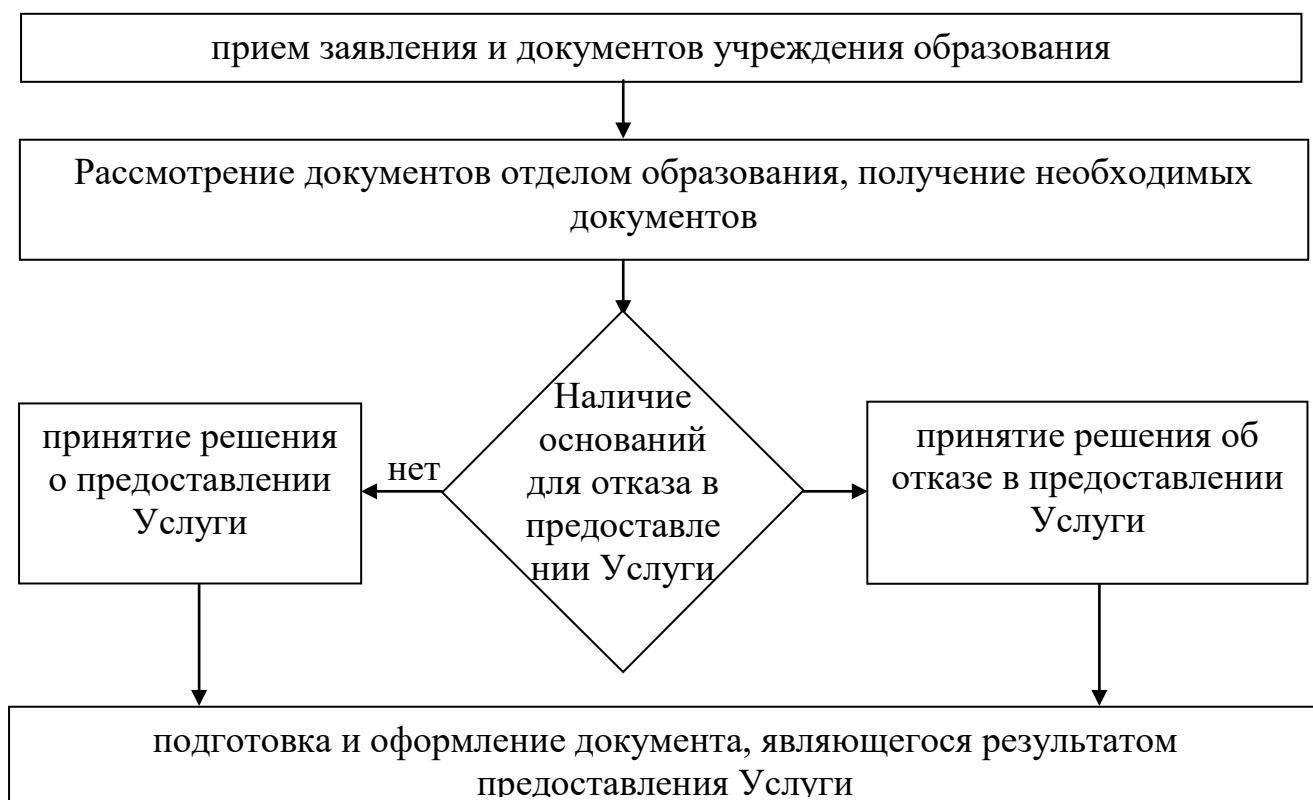 прием заявления и документов учреждения образования
Рассмотрение документов отделом образования, получение необходимых
документов
Наличие
оснований
для отказа в
предоставле
нии Услуги
принятие решения
о предоставлении
Услуги
нет
принятие решения об
отказе в предоставлении
Услуги
подготовка и оформление документа, являющегося результатом
предоставления Услуги